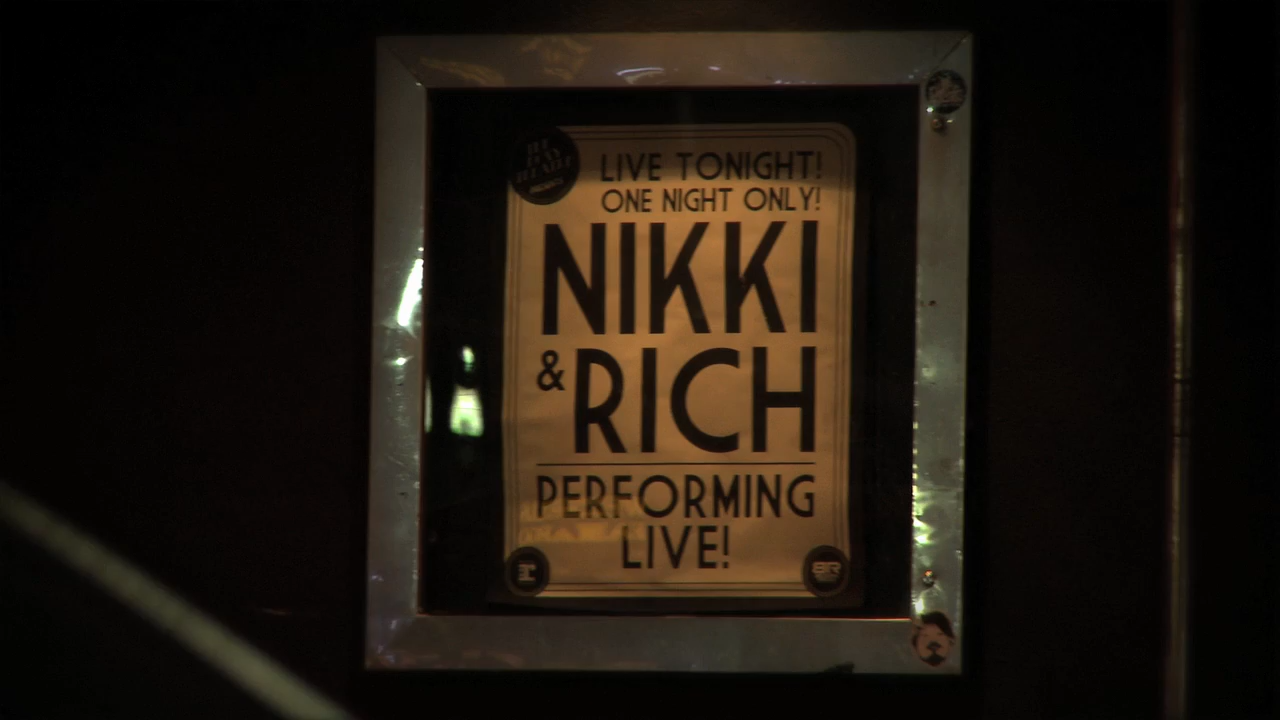 LIVE TONIGHT!
ONE NIGHT ONLY!
NIKKI
& RICH
PERFORMING
LIVE!